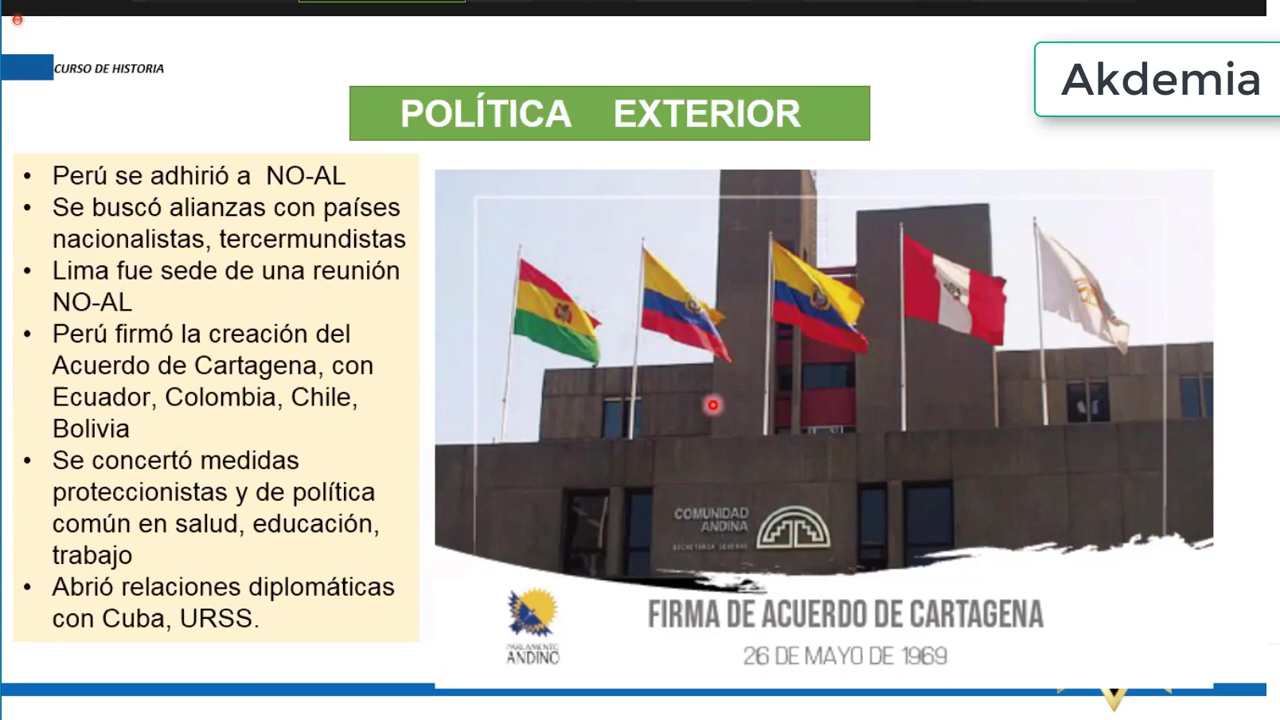 CURSO DE HISTORIA
Akdemia
POLÍTICA EXTERIOR
• Perú se adhirió a NO-AL
• Se buscó alianzas con países
nacionalistas, tercermundistas
• Lima fue sede de una reunión
NO-AL
• Perú firmó la creación del
Acuerdo de Cartagena, con
Ecuador, Colombia, Chile,
Bolivia
• Se concertó medidas
proteccionistas y de política
común en salud, educación,
trabajo
• Abrió relaciones diplomáticas
con Cuba, URSS.
COMUNIDAD
ANDINA
SECRETARÍA GENERAL
FIRMA DE ACUERDO DE CARTAGENA
26 DE MAYO DE 1969
PARLAMENTO
ANDINO